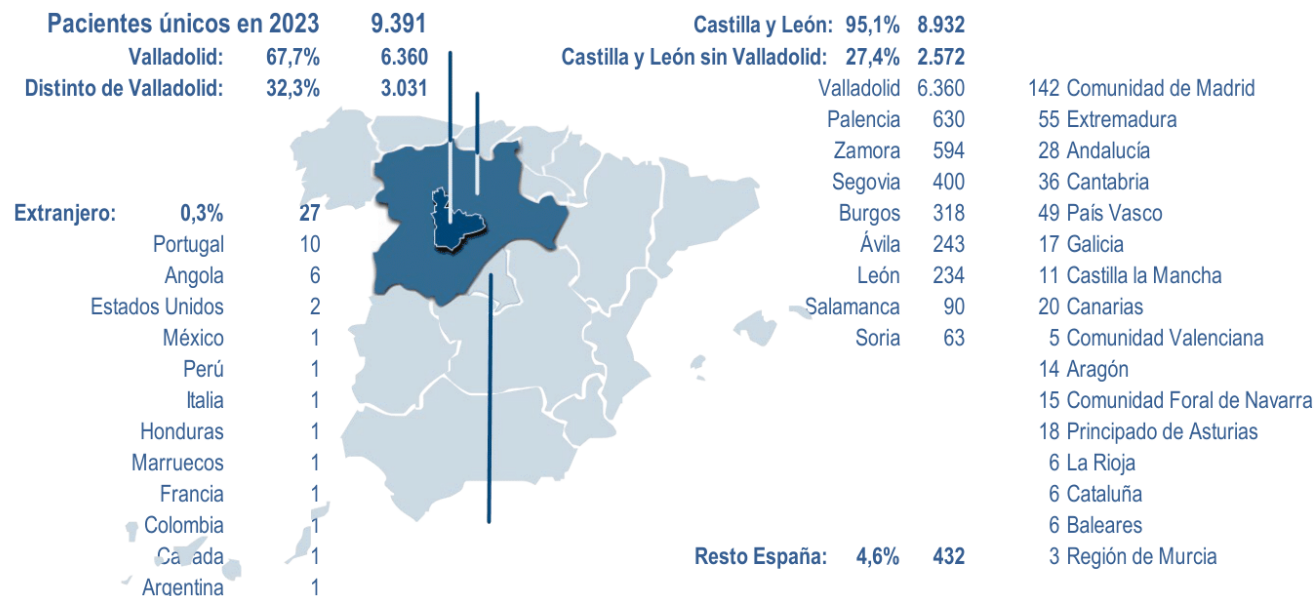 Pacientes únicos en 2023 9.391
Valladolid: 67,7% 6.360
Distinto de Valladolid: 32,3% 3.031
Extranjero: 0,3% 27
Portugal 10
Angola 6
Estados Unidos 2
México 1
Perú 1
Italia 1
Honduras 1
Marruecos 1
Francia 1
Colombia 1
Canada 1
Argentina 1
Castilla y León: 95,1% 8.932
Castilla y León sin Valladolid: 27,4% 2.572
Valladolid 6.360
Palencia 630
Zamora 594
Segovia 400
Burgos 318
Ávila 243
León 234
Salamanca 90
Soria 63
Resto España: 4,6% 432
142 Comunidad de Madrid
55 Extremadura
28 Andalucía
36 Cantabria
49 País Vasco
17 Galicia
11 Castilla la Mancha
20 Canarias
5 Comunidad Valenciana
14 Aragón
15 Comunidad Foral de Navarra
18 Principado de Asturias
6 La Rioja
6 Cataluña
6 Baleares
3 Región de Murcia